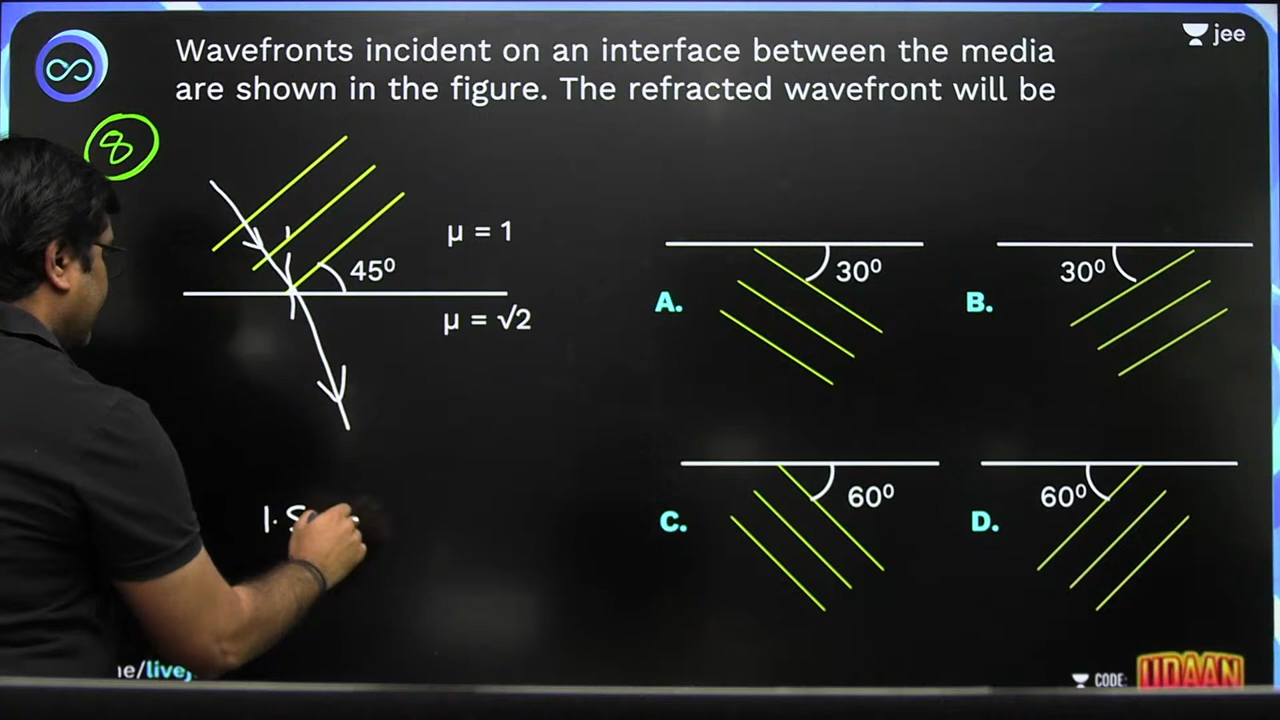 Wavefronts incident on an interface between the media
are shown in the figure. The refracted wavefront will be
jee
8
μ = 1
45⁰
μ = √2
A.
30⁰
B.
30⁰
C.
60⁰
D.
60⁰
1.S
CODE:
UDAAN